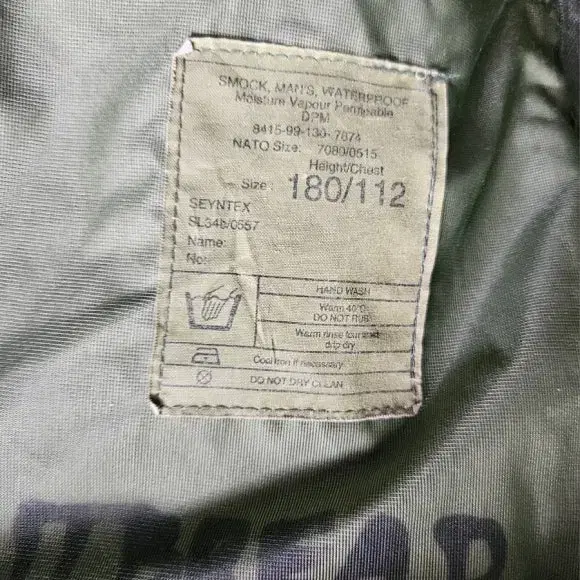 SMOCK, MAN'S, WATERPROOF
Moisture Vapour Permeable
DPM
8415-99-130-7874
NATO Size: 7080/0515
Height/Chest
Size: 180/112
SEYNTEX
SL34b/0557
Name:
No:
HAND WASH
Warm 40°C
DO NOT RUB
Warm rinse four and
drip dry
Cool iron if necessary
DO NOT DRY CLEAN